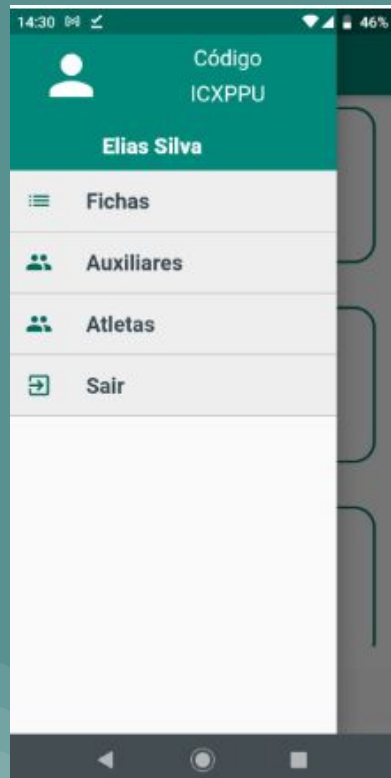 14:30
46%
Código
ICXPPU
Elias Silva
Fichas
Auxiliares
Atletas
Sair